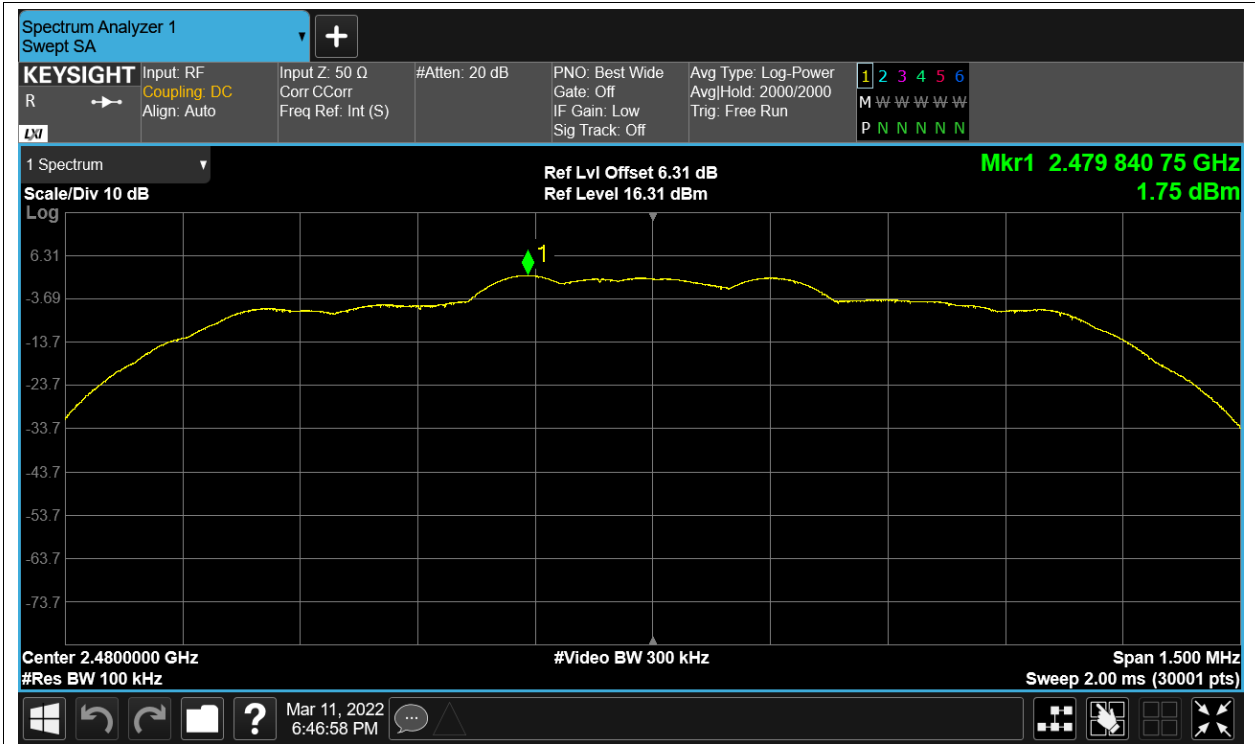 Spectrum Analyzer 1
Swept SA
KEYSIGHT
R
LXI
Input: RF
Coupling: DC
Align: Auto
Input Z: 50 Ω
Corr CCorr
Freq Ref: Int (S)
#Atten: 20 dB
PNO: Best Wide
Gate: Off
IF Gain: Low
Sig Track: Off
Avg Type: Log-Power
Avg|Hold: 2000/2000
Trig: Free Run
1 2 3 4 5 6
M W W W W W
P N N N N N
1 Spectrum
Scale/Div 10 dB
Log
Ref Lvl Offset 6.31 dB
Ref Level 16.31 dBm
Mkr1 2.479 840 75 GHz
1.75 dBm
1
6.31
-3.69
-13.7
-23.7
-33.7
-43.7
-53.7
-63.7
-73.7
Center 2.4800000 GHz
#Video BW 300 kHz
Span 1.500 MHz
#Res BW 100 kHz
Sweep 2.00 ms (30001 pts)
?
Mar 11, 2022
6:46:58 PM